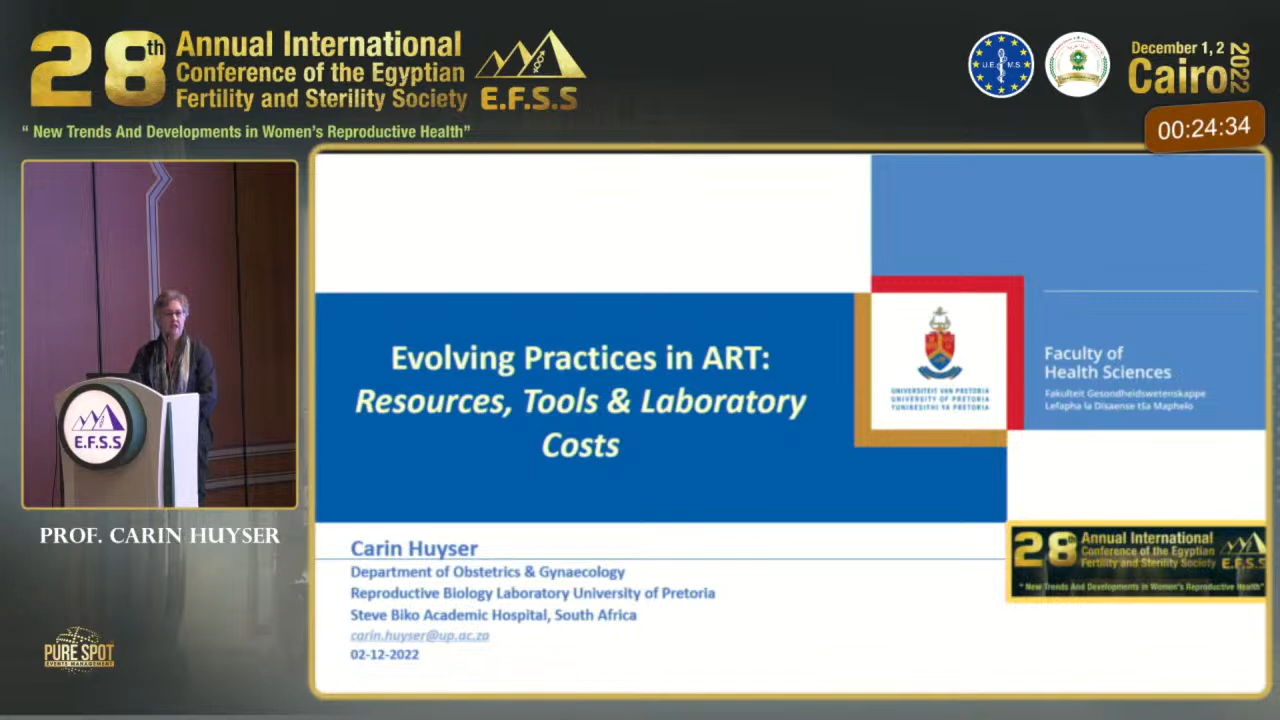 28th
Annual International
Conference of the Egyptian
Fertility and Sterility Society
E.F.S.S
“ New Trends And Developments in Women’s Reproductive Health”
U.E.M.S.
December 1, 2
Cairo
2022
00:24:34
Evolving Practices in ART:
Resources, Tools & Laboratory
Costs
UNIVERSITEIT VAN PRETORIA
UNIVERSITY OF PRETORIA
YUNIBESITHI YA PRETORIA
Faculty of
Health Sciences
Fakulteit Gesondheidswetenskappe
Lefapha la Disaense tša Maphelo
E.F.S.S
PROF. CARIN HUYSER
Carin Huyser
Department of Obstetrics & Gynaecology
Reproductive Biology Laboratory University of Pretoria
Steve Biko Academic Hospital, South Africa
carin.huyser@up.ac.za
02-12-2022
28th
Annual International
Conference of the Egyptian
Fertility and Sterility Society
E.F.S.S
“ New Trends And Developments in Women’s Reproductive Health”
PURE SPOT
EVENTS MANAGEMENT